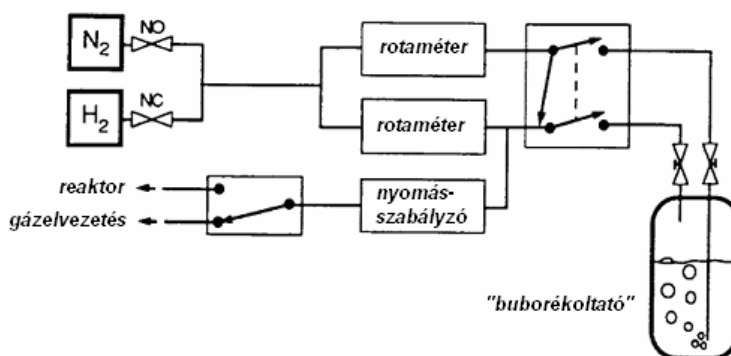 N2
NO
H2
NC
rotaméter
rotaméter
nyomás-
szabályzó
reaktor
gázelvezetés
"buborékoltató"